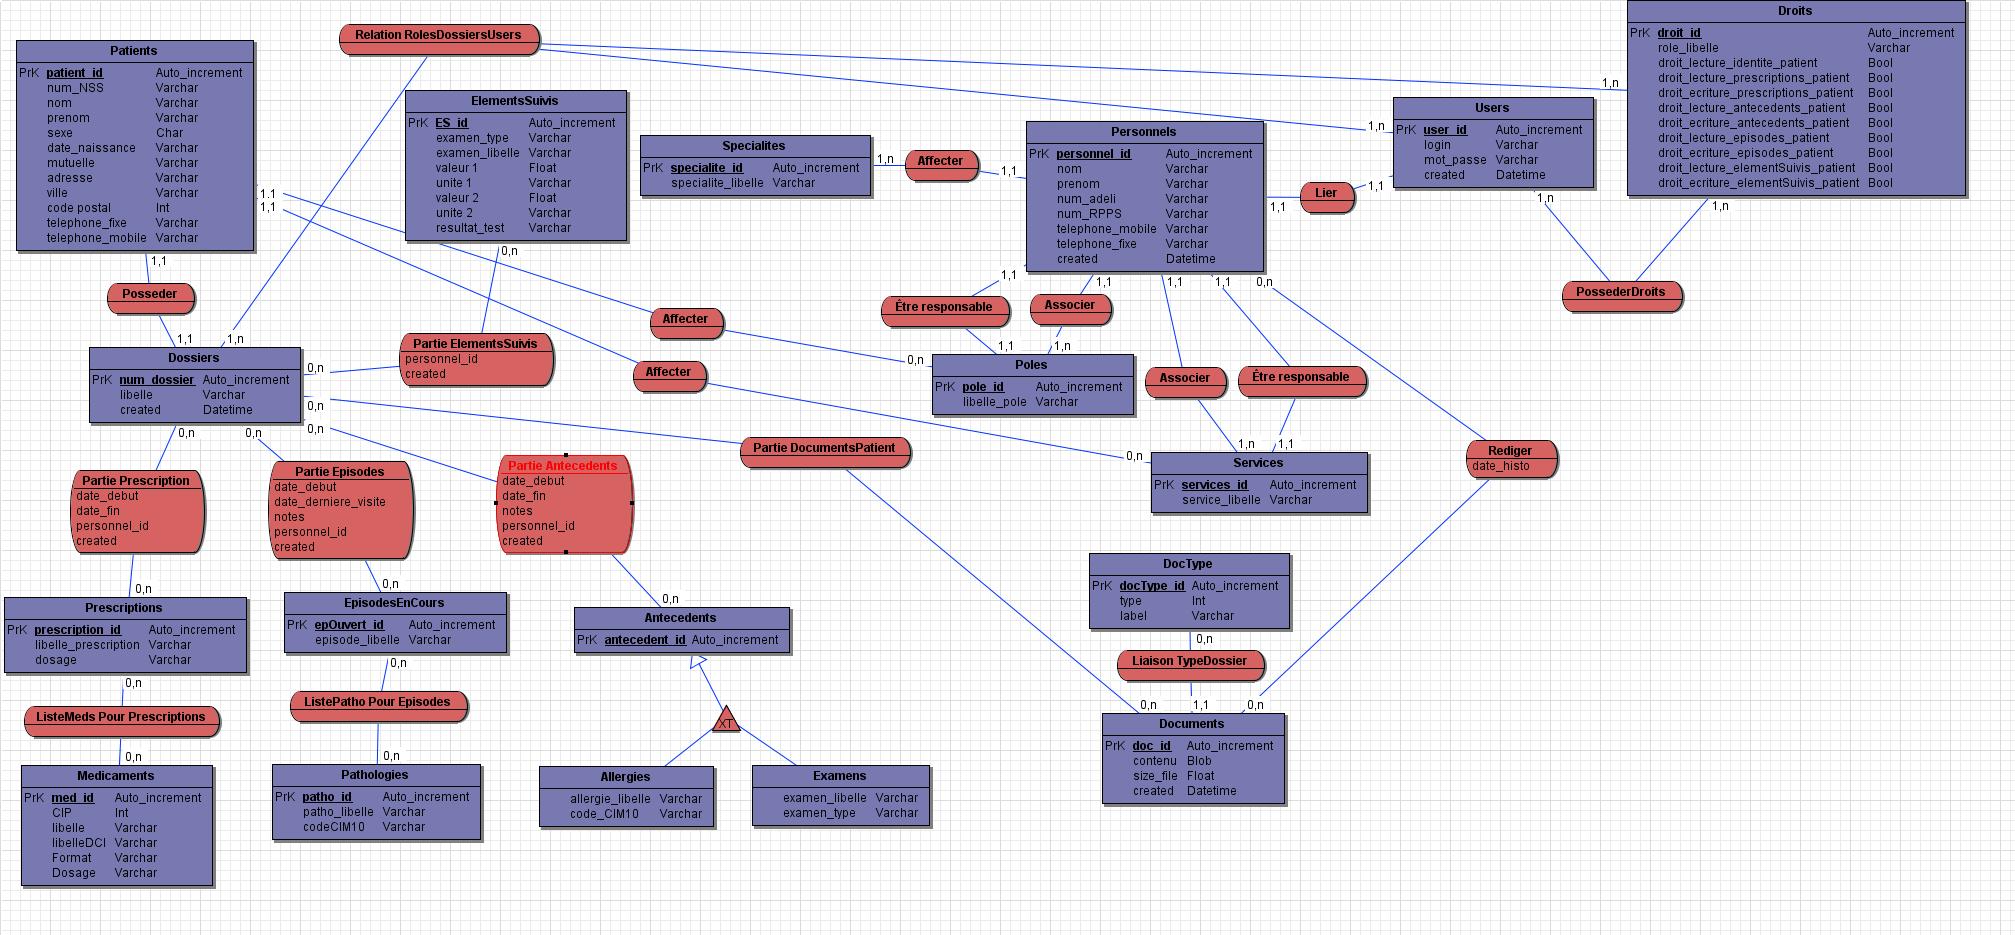 Patients
PrK patient_id Auto_increment
num_NSS Varchar
nom Varchar
prenom Varchar
sexe Char
date_naissance Varchar
mutuelle Varchar
adresse Varchar
ville Varchar
code postal Int
telephone_fixe Varchar
telephone_mobile Varchar
1,1
1,1
1,1
Relation RolesDossiersUsers
ElementsSuivis
PrK ES_id Auto_increment
examen_type Varchar
examen_libelle Varchar
valeur 1 Float
unite 1 Varchar
valeur 2 Float
unite 2 Varchar
resultat_test Varchar
0,n
Specialites
PrK specialite_id Auto_increment
specialite_libelle Varchar
1,n
Affecter
1,1
Personnels
PrK personnel_id Auto_increment
nom Varchar
prenom Varchar
num_adeli Varchar
num_RPPS Varchar
telephone_mobile Varchar
telephone_fixe Varchar
created Datetime
1,1
Lier
1,1
Users
PrK user_id Auto_increment
login Varchar
mot_passe Varchar
created Datetime
1,n
1,n
Droits
PrK droit_id Auto_increment
role_libelle Varchar
droit_lecture_identite_patient Bool
droit_lecture_prescriptions_patient Bool
droit_ecriture_prescriptions_patient Bool
droit_lecture_antecedents_patient Bool
droit_ecriture_antecedents_patient Bool
droit_lecture_episodes_patient Bool
droit_ecriture_episodes_patient Bool
droit_lecture_elementSuivis_patient Bool
droit_ecriture_elementSuivis_patient Bool
1,n
1,n
PossederDroits
Posseder
1,1
1,n
Dossiers
PrK num_dossier Auto_increment
libelle Varchar
created Datetime
0,n
0,n
0,n
0,n
0,n
Partie ElementsSuivis
personnel_id
created
Affecter
0,n
Affecter
0,n
1,1
Être responsable
1,1
1,1
Associer
1,n
Poles
PrK pole_id Auto_increment
libelle_pole Varchar
1,1
Associer
1,n
1,1
Être responsable
1,1
0,n
Services
PrK services_id Auto_increment
service_libelle Varchar
Rediger
date_histo
Partie DocumentsPatient
Partie Prescription
date_debut
date_fin
personnel_id
created
0,n
Partie Episodes
date_debut
date_derniere_visite
notes
personnel_id
created
0,n
Partie Antecedents
date_debut
date_fin
notes
personnel_id
created
0,n
Prescriptions
PrK prescription_id Auto_increment
libelle_prescription Varchar
dosage Varchar
0,n
EpisodesEnCours
PrK epOuvert_id Auto_increment
episode_libelle Varchar
0,n
Antecedents
PrK antecedent_id Auto_increment
DocType
PrK docType_id Auto_increment
type Int
label Varchar
0,n
Liaison TypeDossier
0,n
1,1
0,n
Documents
PrK doc_id Auto_increment
contenu Blob
size_file Float
created Datetime
ListeMeds Pour Prescriptions
0,n
Medicaments
PrK med_id Auto_increment
CIP Int
libelle Varchar
libelleDCI Varchar
Format Varchar
Dosage Varchar
ListePatho Pour Episodes
0,n
Pathologies
PrK patho_id Auto_increment
patho_libelle Varchar
codeCIM10 Varchar
XT
Allergies
allergie_libelle Varchar
code_CIM10 Varchar
Examens
examen_libelle Varchar
examen_type Varchar